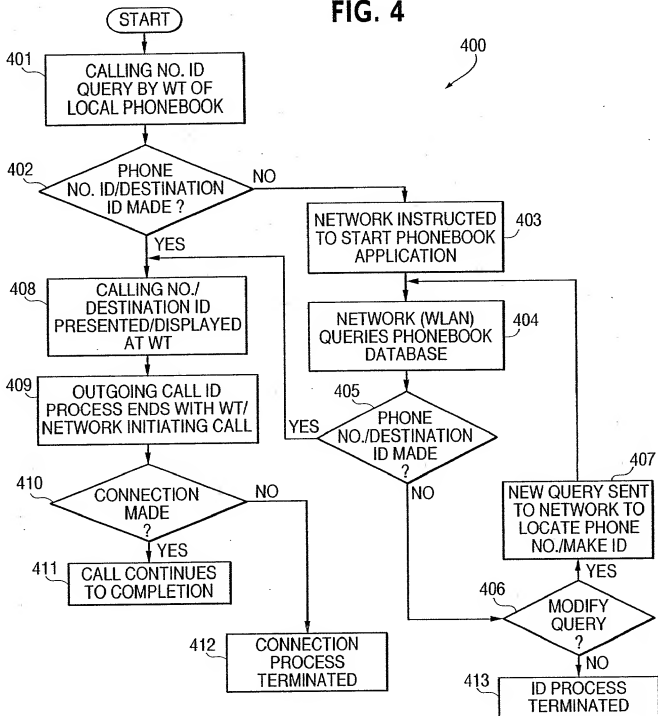 FIG. 4
400
START
401
CALLING NO. ID
QUERY BY WT OF
LOCAL PHONEBOOK
402
PHONE
NO. ID/DESTINATION
ID MADE ?
NO
YES
NETWORK INSTRUCTED
TO START PHONEBOOK
APPLICATION
403
408
CALLING NO./
DESTINATION ID
PRESENTED/DISPLAYED
AT WT
NETWORK (WLAN)
QUERIES PHONEBOOK
DATABASE
404
409
OUTGOING CALL ID
PROCESS ENDS WITH WT/
NETWORK INITIATING CALL
405
PHONE
NO./DESTINATION
ID MADE
?
YES
NO
407
NEW QUERY SENT
TO NETWORK TO
LOCATE PHONE
NO./MAKE ID
410
CONNECTION
MADE
?
NO
YES
411
CALL CONTINUES
TO COMPLETION
YES
406
MODIFY
QUERY
?
NO
412
CONNECTION
PROCESS
TERMINATED
413
ID PROCESS
TERMINATED